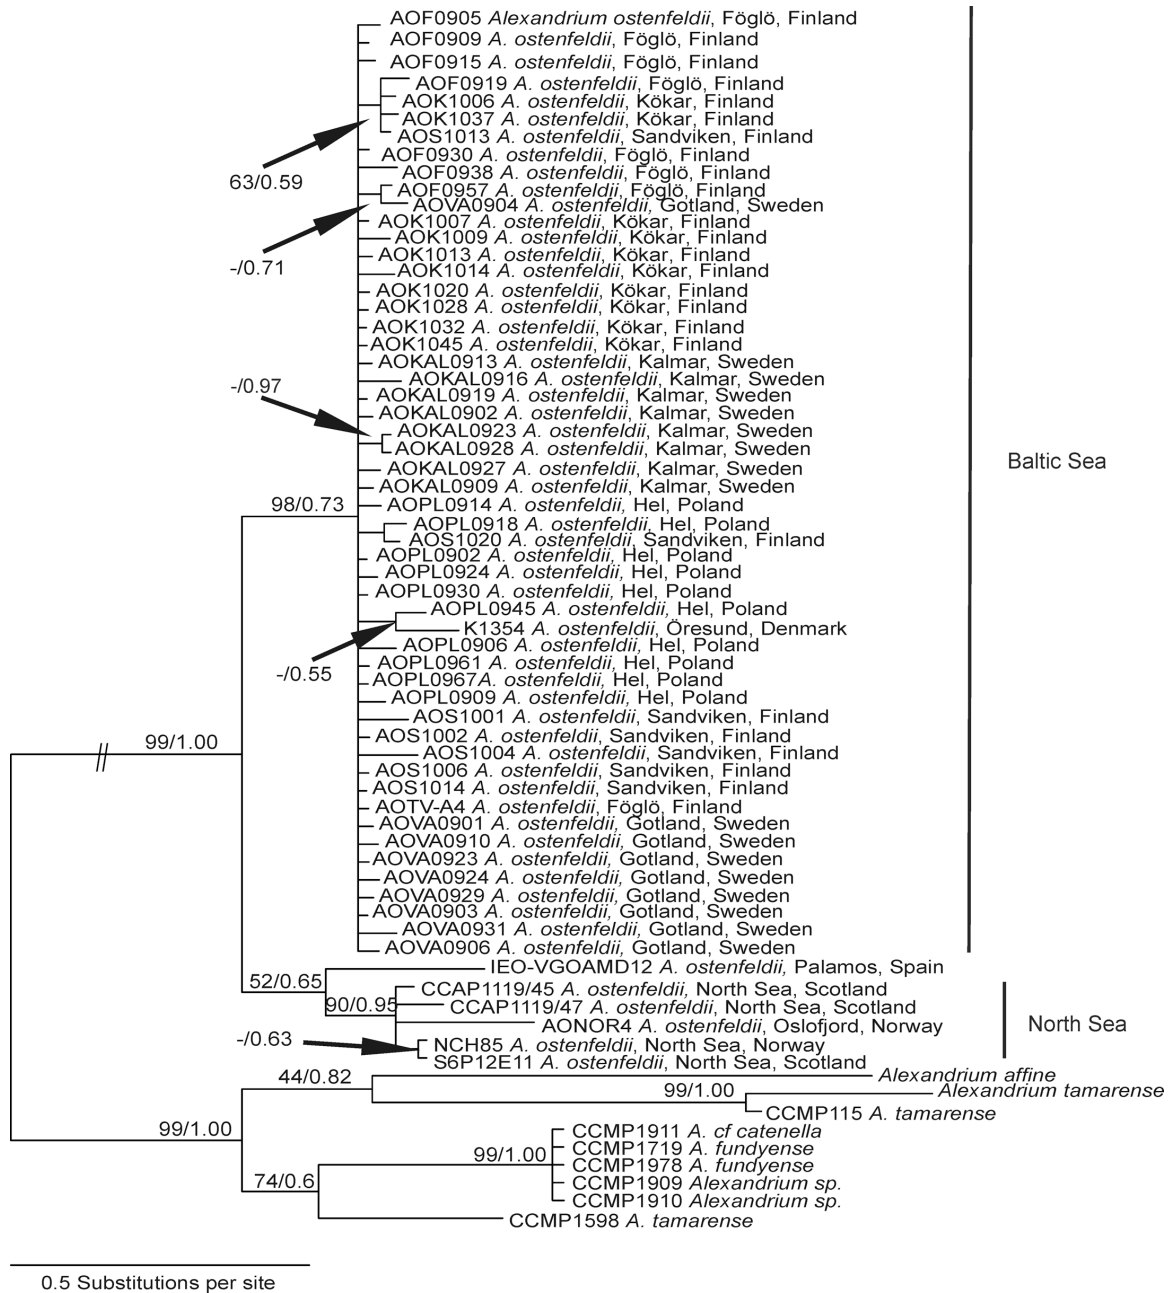 AOF0905 Alexandrium ostenfeldii, Föglö, Finland
AOF0909 A. ostenfeldii, Föglö, Finland
AOF0915 A. ostenfeldii, Föglö, Finland
AOF0919 A. ostenfeldii, Föglö, Finland
AOK1006 A. ostenfeldii, Kökar, Finland
AOK1037 A. ostenfeldii, Kökar, Finland
AOS1013 A. ostenfeldii, Sandviken, Finland
AOF0930 A. ostenfeldii, Föglö, Finland
AOF0938 A. ostenfeldii, Föglö, Finland
63/0.59
AOF0957 A. ostenfeldii, Föglö, Finland
AOVA0904 A. ostenfeldii, Gotland, Sweden
AOK1007 A. ostenfeldii, Kökar, Finland
AOK1009 A. ostenfeldii, Kökar, Finland
AOK1013 A. ostenfeldii, Kökar, Finland
-/0.71
AOK1014 A. ostenfeldii, Kökar, Finland
AOK1020 A. ostenfeldii, Kökar, Finland
AOK1028 A. ostenfeldii, Kökar, Finland
AOK1032 A. ostenfeldii, Kökar, Finland
AOK1045 A. ostenfeldii, Kökar, Finland
AOKAL0913 A. ostenfeldii, Kalmar, Sweden
AOKAL0916 A. ostenfeldii, Kalmar, Sweden
-/0.97
AOKAL0919 A. ostenfeldii, Kalmar, Sweden
AOKAL0902 A. ostenfeldii, Kalmar, Sweden
AOKAL0923 A. ostenfeldii, Kalmar, Sweden
AOKAL0928 A. ostenfeldii, Kalmar, Sweden
Baltic Sea
AOKAL0927 A. ostenfeldii, Kalmar, Sweden
AOKAL0909 A. ostenfeldii, Kalmar, Sweden
98/0.73
AOPL0914 A. ostenfeldii, Hel, Poland
AOPL0918 A. ostenfeldii, Hel, Poland
AOS1020 A. ostenfeldii, Sandviken, Finland
AOPL0902 A. ostenfeldii, Hel, Poland
AOPL0924 A. ostenfeldii, Hel, Poland
AOPL0930 A. ostenfeldii, Hel, Poland
AOPL0945 A. ostenfeldii, Hel, Poland
K1354 A. ostenfeldii, Öresund, Denmark
AOPL0906 A. ostenfeldii, Hel, Poland
AOPL0961 A. ostenfeldii, Hel, Poland
-/0.55
AOPL0967A. ostenfeldii, Hel, Poland
AOPL0909 A. ostenfeldii, Hel, Poland
AOS1001 A. ostenfeldii, Sandviken, Finland
AOS1002 A. ostenfeldii, Sandviken, Finland
99/1.00
AOS1004 A. ostenfeldii, Sandviken, Finland
AOS1006 A. ostenfeldii, Sandviken, Finland
AOS1014 A. ostenfeldii, Sandviken, Finland
AOTV-A4 A. ostenfeldii, Föglö, Finland
AOVA0901 A. ostenfeldii, Gotland, Sweden
AOVA0910 A. ostenfeldii, Gotland, Sweden
AOVA0923 A. ostenfeldii, Gotland, Sweden
AOVA0924 A. ostenfeldii, Gotland, Sweden
AOVA0929 A. ostenfeldii, Gotland, Sweden
AOVA0903 A. ostenfeldii, Gotland, Sweden
AOVA0931 A. ostenfeldii, Gotland, Sweden
AOVA0906 A. ostenfeldii, Gotland, Sweden
IEO-VGOAMD12 A. ostenfeldii, Palamos, Spain
52/0.65
CCAP1119/45 A. ostenfeldii, North Sea, Scotland
90/0.95
CCAP1119/47 A. ostenfeldii, North Sea, Scotland
AONOR4 A. ostenfeldii, Oslofjord, Norway
North Sea
-/0.63
NCH85 A. ostenfeldii, North Sea, Norway
S6P12E11 A. ostenfeldii, North Sea, Scotland
44/0.82
Alexandrium affine
99/1.00
Alexandrium tamarense
CCMP115 A. tamarense
99/1.00
CCMP1911 A. cf catenella
CCMP1719 A. fundyense
99/1.00
CCMP1978 A. fundyense
74/0.6
CCMP1909 Alexandrium sp.
CCMP1910 Alexandrium sp.
CCMP1598 A. tamarense
0.5 Substitutions per site